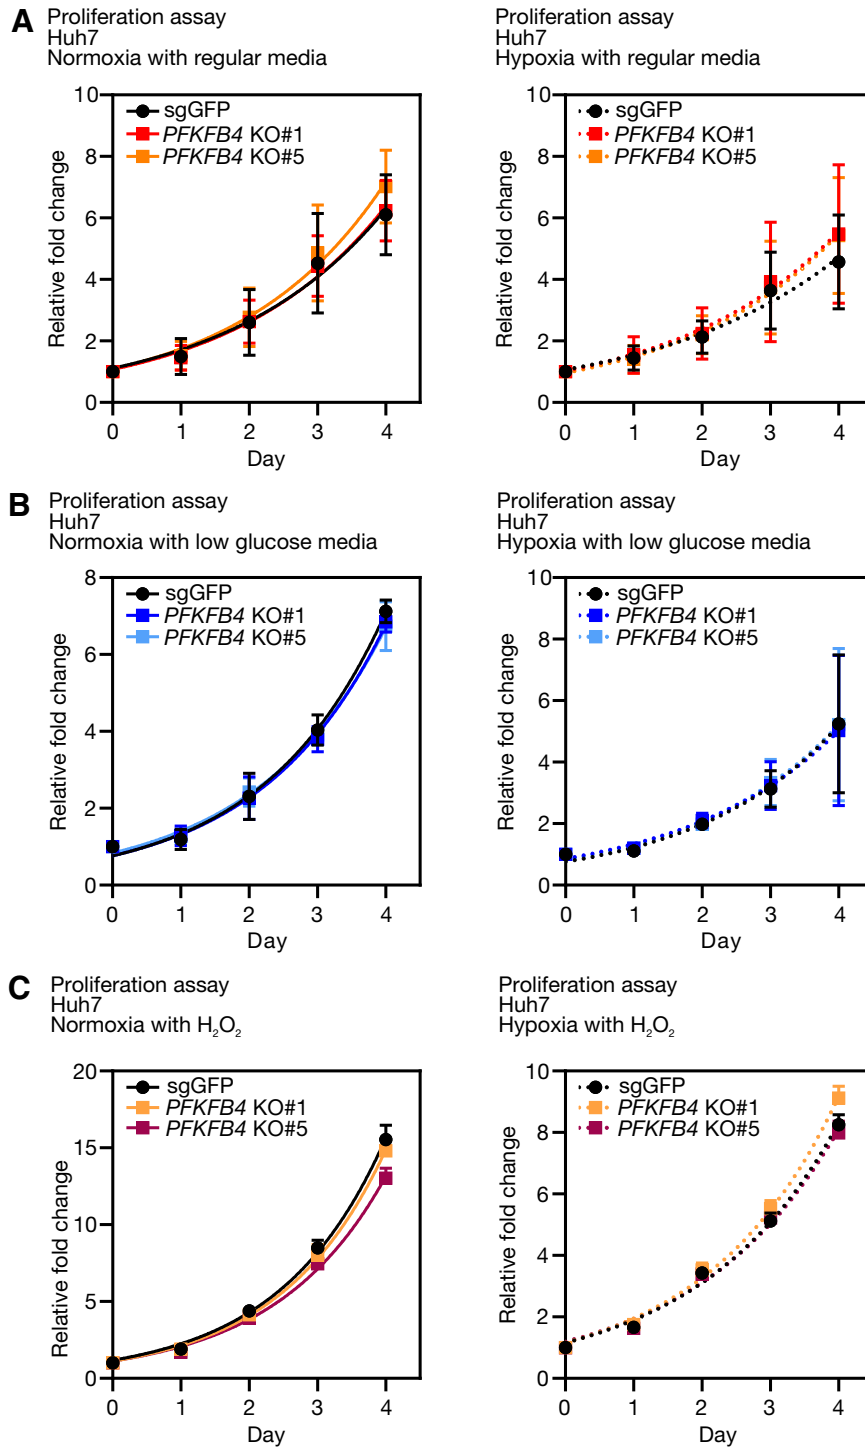 A
Proliferation assay
Huh7
Normoxia with regular media
10
8
6
4
2
0
Relative fold change
sgGFP
PFKFB4 KO#1
PFKFB4 KO#5
0 1 2 3 4
Day
Proliferation assay
Huh7
Hypoxia with regular media
10
8
6
4
2
0
Relative fold change
sgGFP
PFKFB4 KO#1
PFKFB4 KO#5
0 1 2 3 4
Day
B
Proliferation assay
Huh7
Normoxia with low glucose media
8
6
4
2
0
Relative fold change
sgGFP
PFKFB4 KO#1
PFKFB4 KO#5
0 1 2 3 4
Day
Proliferation assay
Huh7
Hypoxia with low glucose media
10
8
6
4
2
0
Relative fold change
sgGFP
PFKFB4 KO#1
PFKFB4 KO#5
0 1 2 3 4
Day
C
Proliferation assay
Huh7
Normoxia with H₂O₂
20
15
10
5
0
Relative fold change
sgGFP
PFKFB4 KO#1
PFKFB4 KO#5
0 1 2 3 4
Day
Proliferation assay
Huh7
Hypoxia with H₂O₂
10
8
6
4
2
0
Relative fold change
sgGFP
PFKFB4 KO#1
PFKFB4 KO#5
0 1 2 3 4
Day